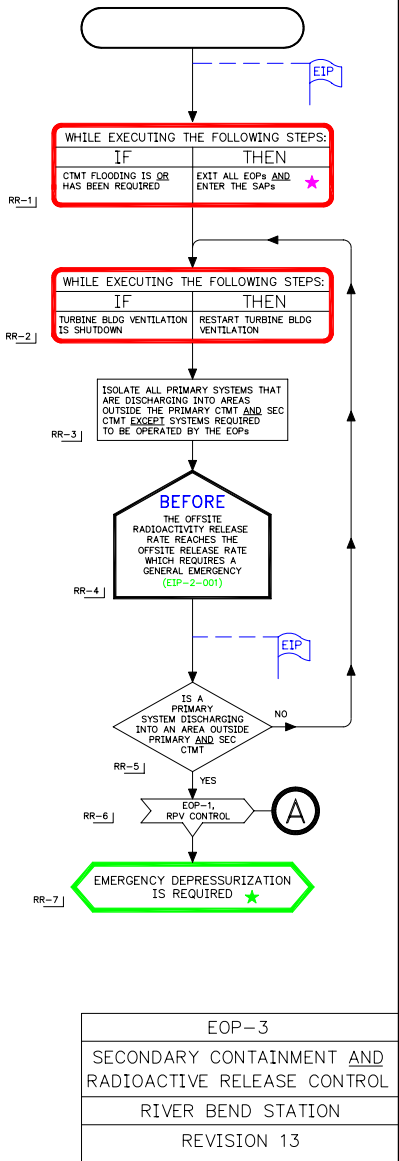 EIP
WHILE EXECUTING THE FOLLOWING STEPS:
IF THEN
CTMT FLOODING IS OR
HAS BEEN REQUIRED
EXIT ALL EOPs AND
ENTER THE SAPs
RR-1
WHILE EXECUTING THE FOLLOWING STEPS:
IF THEN
TURBINE BLDG VENTILATION
IS SHUTDOWN
RESTART TURBINE BLDG
VENTILATION
RR-2
ISOLATE ALL PRIMARY SYSTEMS THAT
ARE DISCHARGING INTO AREAS
OUTSIDE THE PRIMARY CTMT AND SEC
CTMT EXCEPT SYSTEMS REQUIRED
TO BE OPERATED BY THE EOPs
RR-3
BEFORE
THE OFFSITE
RADIOACTIVITY RELEASE
RATE REACHES THE
OFFSITE RELEASE RATE
WHICH REQUIRES A
GENERAL EMERGENCY
(EIP-2-001)
RR-4
EIP
IS A
PRIMARY
SYSTEM DISCHARGING
INTO AN AREA OUTSIDE
PRIMARY AND SEC
CTMT
NO
RR-5
YES
EOP-1,
RPV CONTROL
A
RR-6
EMERGENCY DEPRESSURIZATION
IS REQUIRED
RR-7
EOP-3
SECONDARY CONTAINMENT AND
RADIOACTIVE RELEASE CONTROL
RIVER BEND STATION
REVISION 13